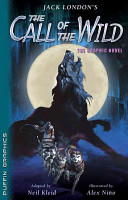 JACK LONDON'S
THE
CALL OF
THE
WILD
THE GRAPHIC NOVEL
PUFFIN GRAPHICS
Adapted by
Neil Kleid
Illustrated by
Alex Niño